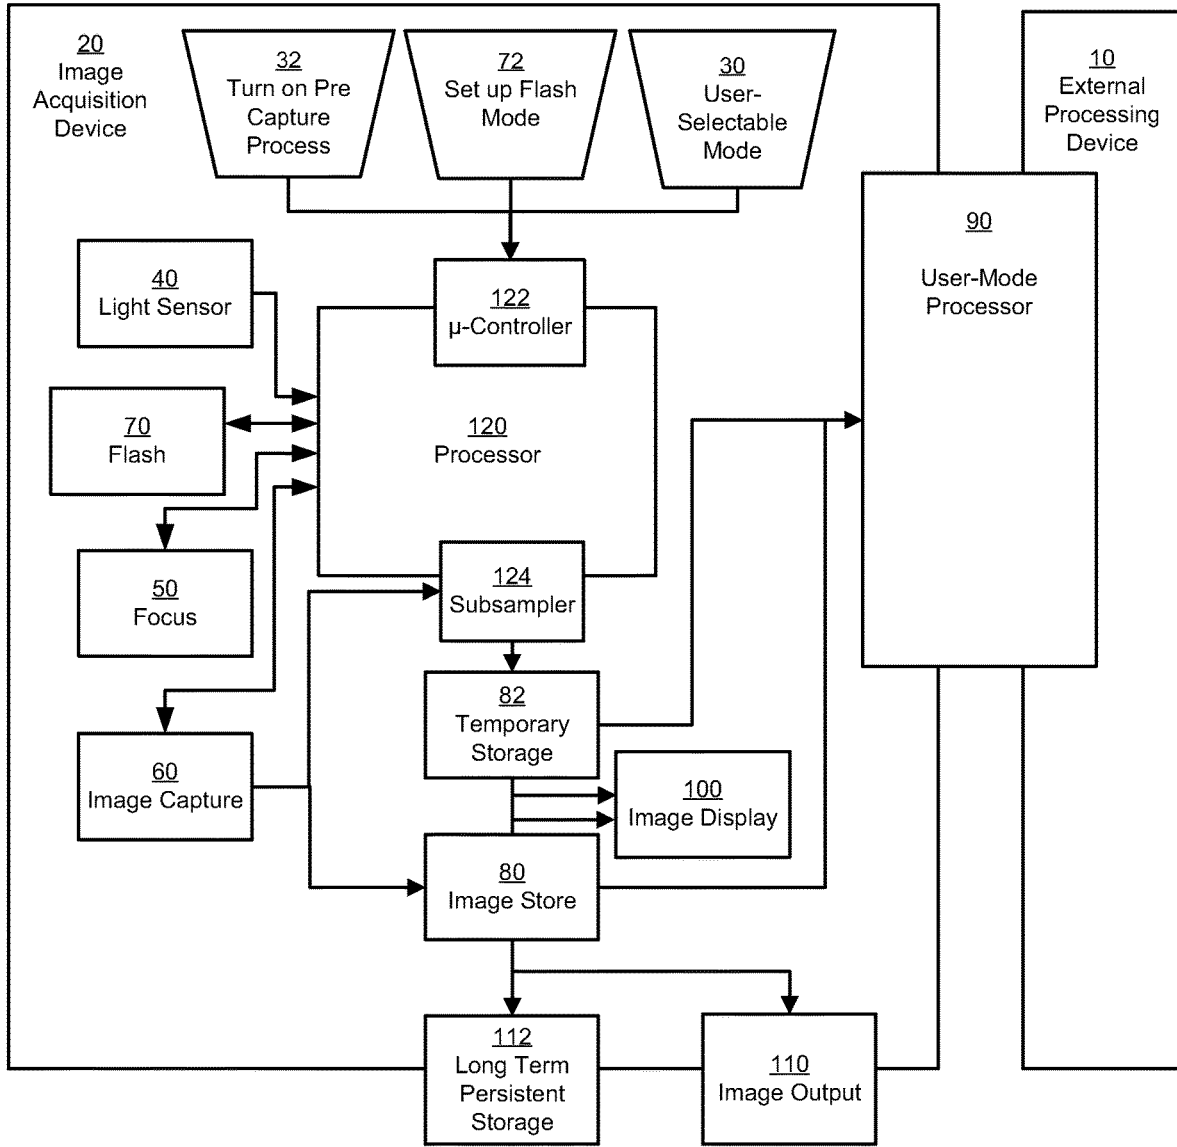 20
Image
Acquisition
Device
32
Turn on Pre
Capture
Process
72
Set up Flash
Mode
30
User-
Selectable
Mode
10
External
Processing
Device
90
User-Mode
Processor
40
Light Sensor
122
µ-Controller
70
Flash
120
Processor
50
Focus
124
Subsampler
82
Temporary
Storage
60
Image Capture
100
Image Display
80
Image Store
112
Long Term
Persistent
Storage
110
Image Output